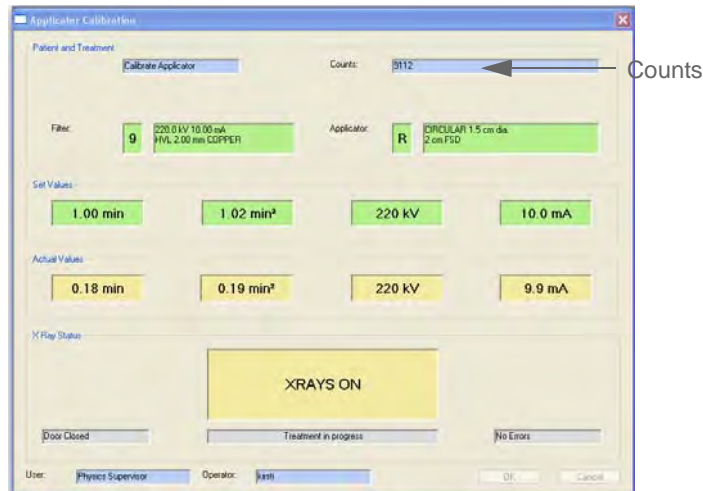 Applicator Calibration
Patient and Treatment
Calibrate Applicator
Counts:
9112
Counts
Filter:
9
220.0 kV 10.00 mA
HVL 2.00 mm COPPER
Applicator:
R
CIRCULAR 1.5 cm dia.
2 cm FSD
Set Values
1.00 min
1.02 min²
220 kV
10.0 mA
Actual Values
0.18 min
0.19 min²
220 kV
9.9 mA
X Ray Status
XRAYS ON
Door Closed
Treatment in progress
No Errors
User:
Physics Supervisor
Operator:
kasti
OK
Cancel